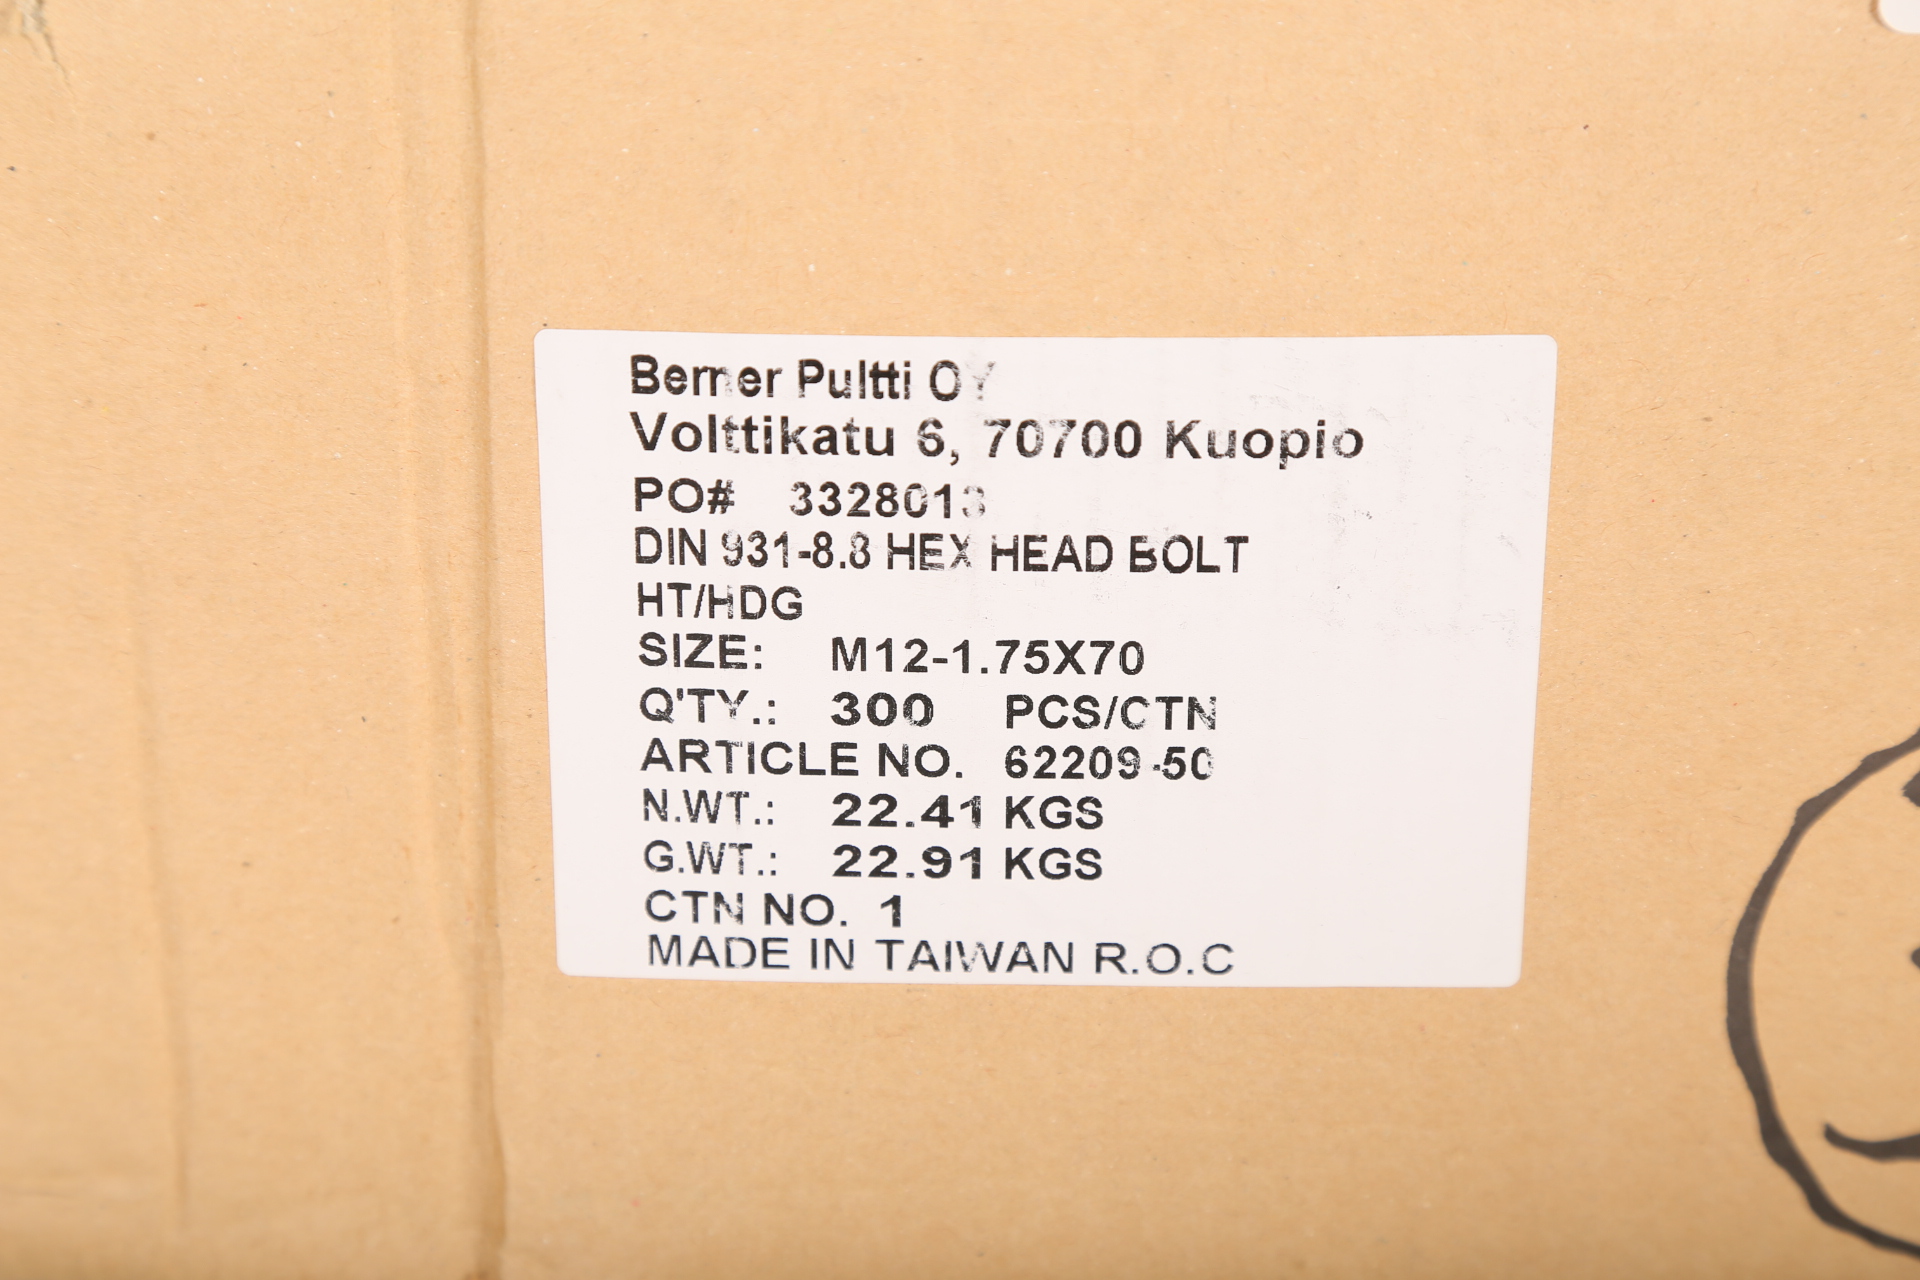 Berner Pultti OY
Volttikatu 6, 70700 Kuopio
PO# 3328013
DIN 931-8.8 HEX HEAD BOLT
HT/HDG
SIZE: M12-1.75X70
Q'TY.: 300 PCS/CTN
ARTICLE NO. 62209-50
N.WT.: 22.41 KGS
G.WT.: 22.91 KGS
CTN NO. 1
MADE IN TAIWAN R.O.C